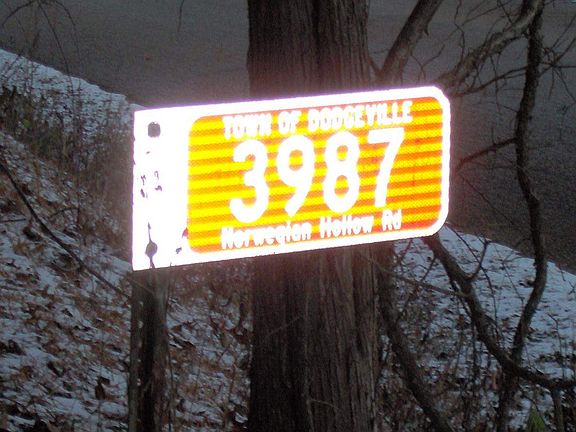 TOWN OF DODGEVILLE
3987
Norwegian Hollow Rd